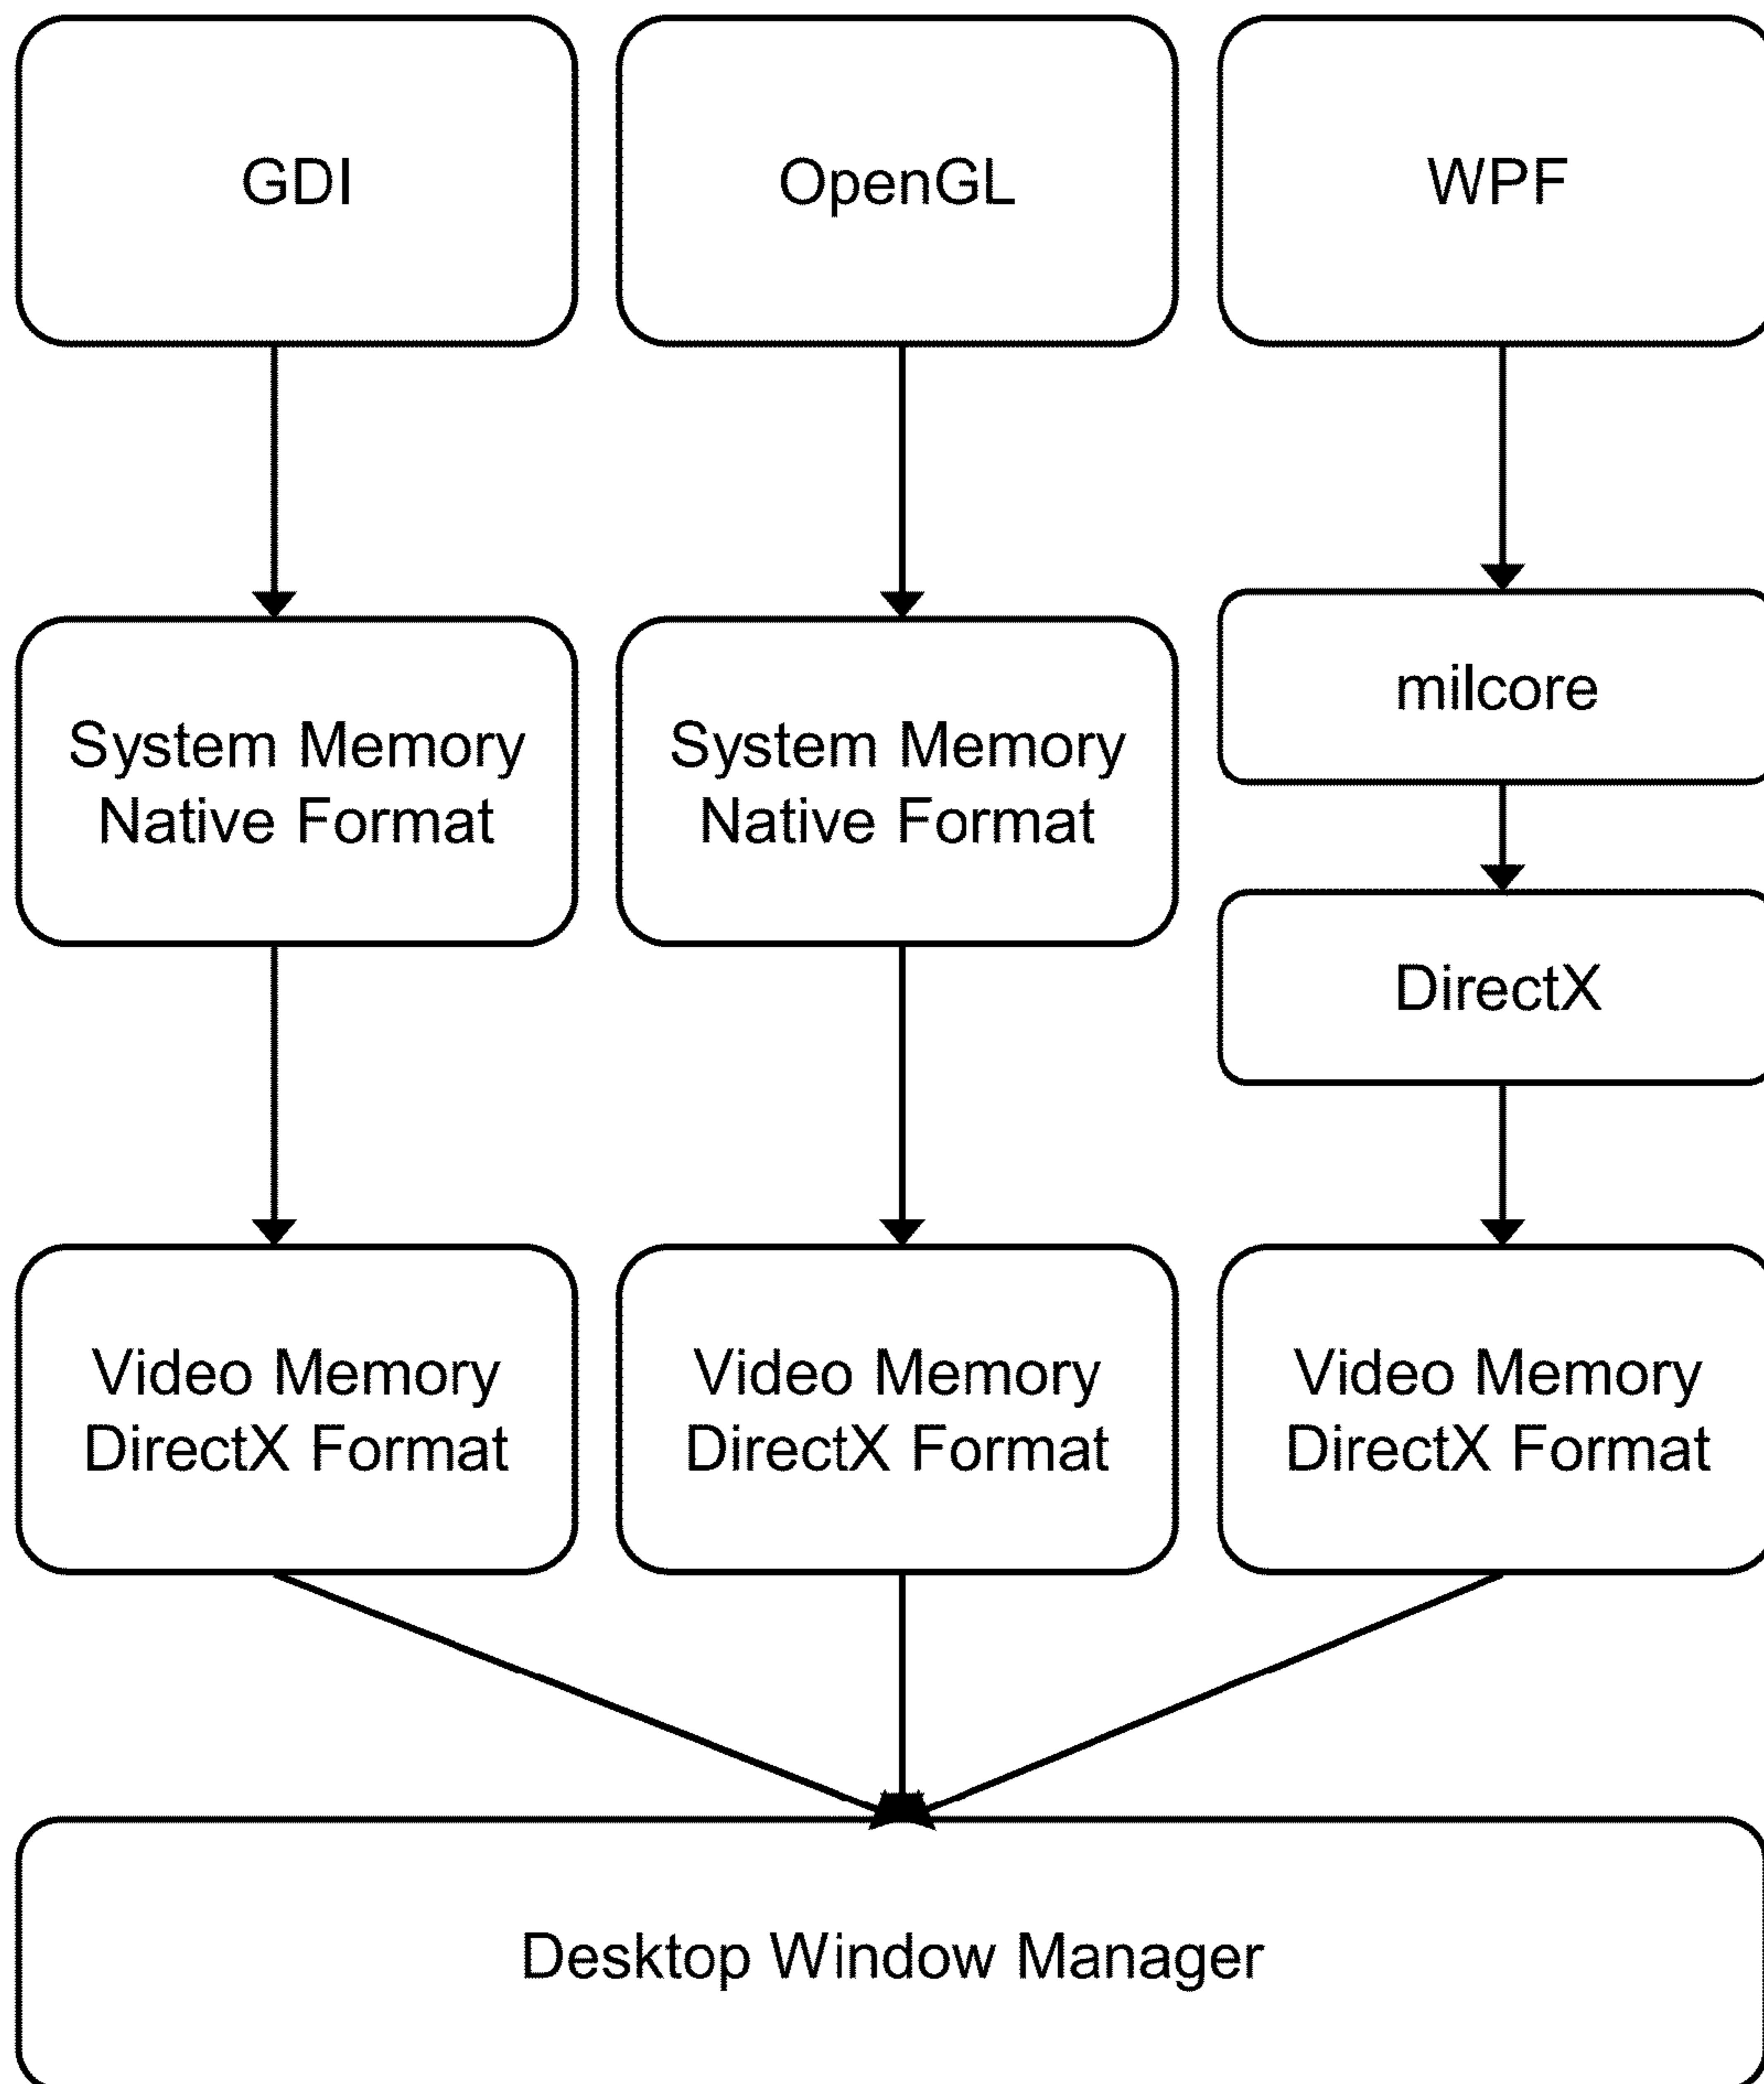 GDI
OpenGL
WPF
System Memory
Native Format
System Memory
Native Format
milcore
DirectX
Video Memory
DirectX Format
Video Memory
DirectX Format
Video Memory
DirectX Format
Desktop Window Manager